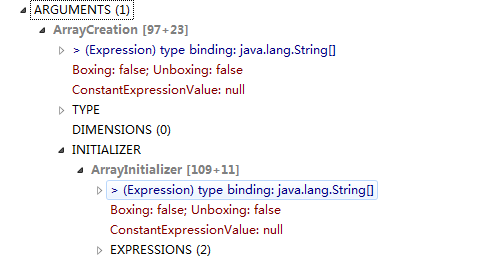 ARGUMENTS (1)
ArrayCreation [97+23]
> (Expression) type binding: java.lang.String[]
Boxing: false; Unboxing: false
ConstantExpressionValue: null
TYPE
DIMENSIONS (0)
INITIALIZER
ArrayInitializer [109+11]
> (Expression) type binding: java.lang.String[]
Boxing: false; Unboxing: false
ConstantExpressionValue: null
EXPRESSIONS (2)